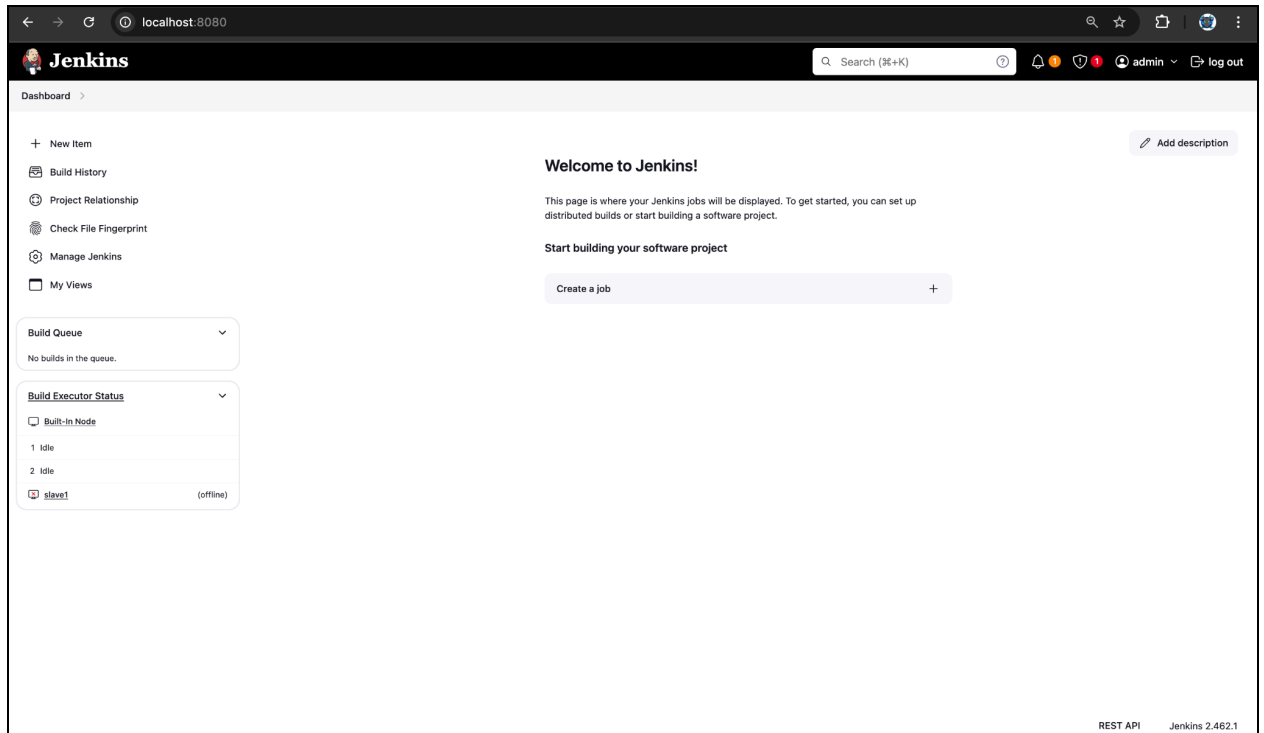 localhost:8080
Jenkins
Search (⌘+K)
?
1
1
admin
log out
Dashboard
New Item
Build History
Project Relationship
Check File Fingerprint
Manage Jenkins
My Views
Add description
Welcome to Jenkins!
This page is where your Jenkins jobs will be displayed. To get started, you can set up
distributed builds or start building a software project.
Start building your software project
Create a job
Build Queue
No builds in the queue.
Build Executor Status
Built-In Node
1 Idle
2 Idle
slave1 (offline)
REST API Jenkins 2.462.1